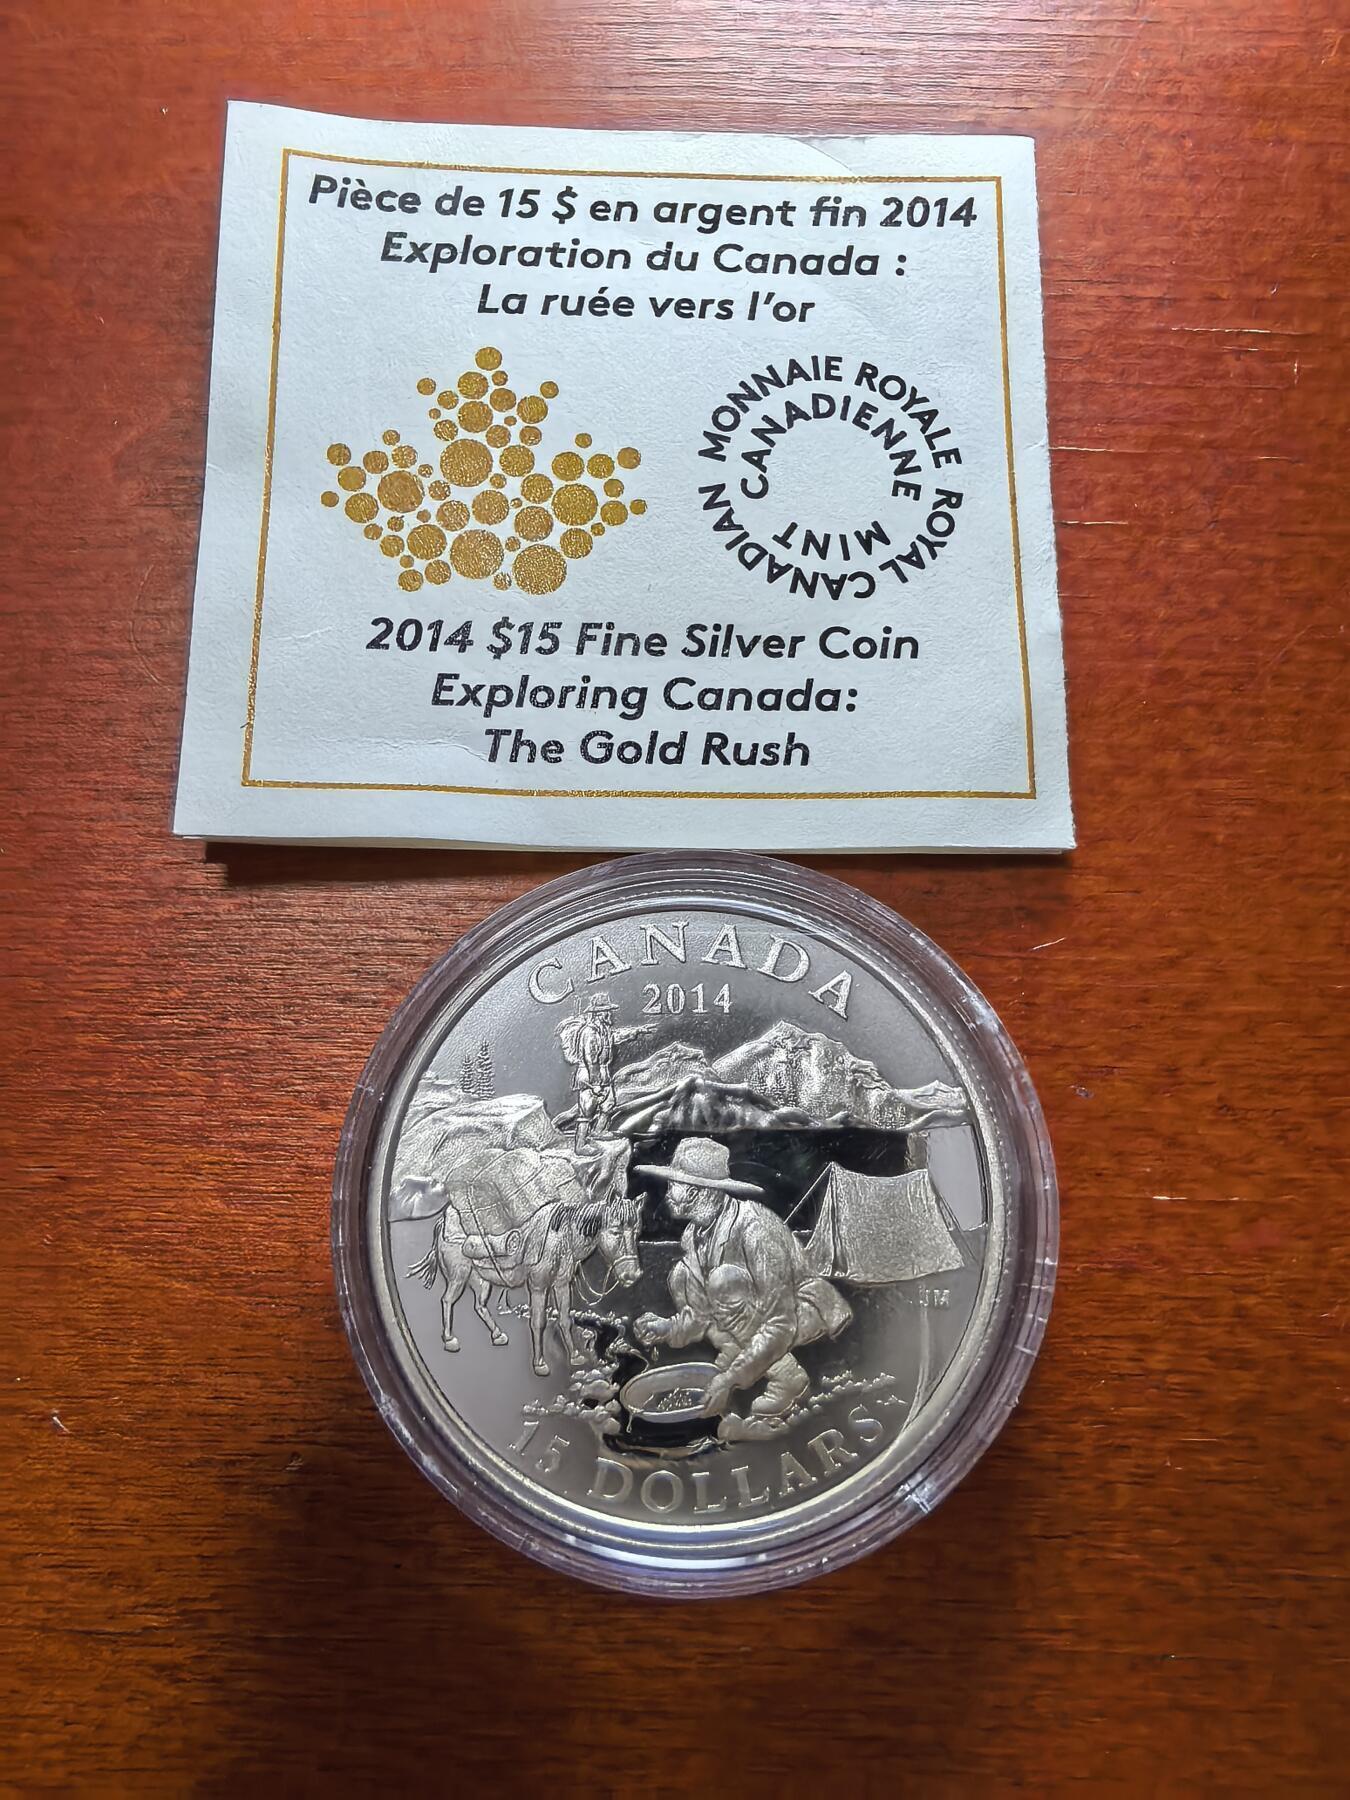 Pièce de 15 $ en argent fin 2014
Exploration du Canada :
La ruée vers l'or
MONNAIE ROYALE
CANADIENNE
ROYAL CANADIAN
MINT
2014 $15 Fine Silver Coin
Exploring Canada:
The Gold Rush
CANADA
2014
JM
15 DOLLARS